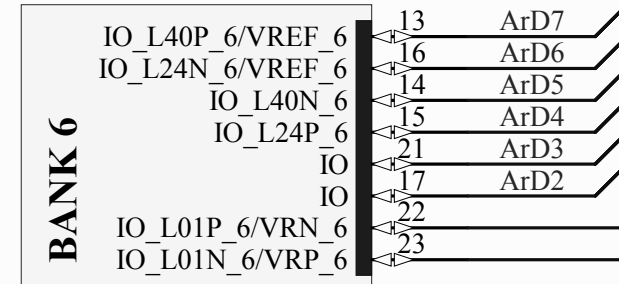 IO_L40P_6/VREF_6 13 ArD7
IO_L24N_6/VREF_6 16 ArD6
IO_L40N_6 14 ArD5
IO_L24P_6 15 ArD4
IO 21 ArD3
IO 17 ArD2
IO_L01P_6/VRN_6 22
IO_L01N_6/VRP_6 23
BANK 6